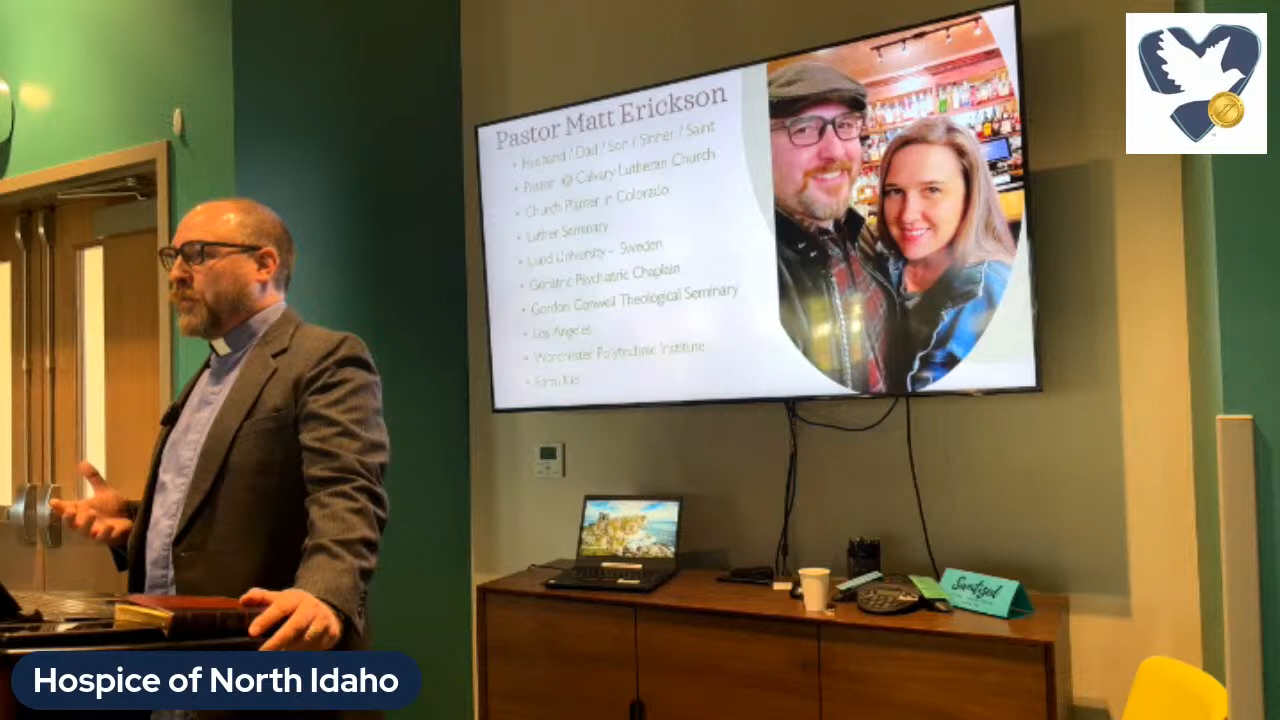 Pastor Matt Erickson
• Husband / Dad / Son / Sinner / Saint
• Pastor @ Calvary Lutheran Church
• Church Planter in Colorado
• Luther Seminary
• Lund University - Sweden
• Geriatric Psychiatric Chaplain
• Gordon Conwell Theological Seminary
• Los Angeles
• Worchester Polytechnic Institute
• Farm Kid
Sanitized
Hospice of North Idaho